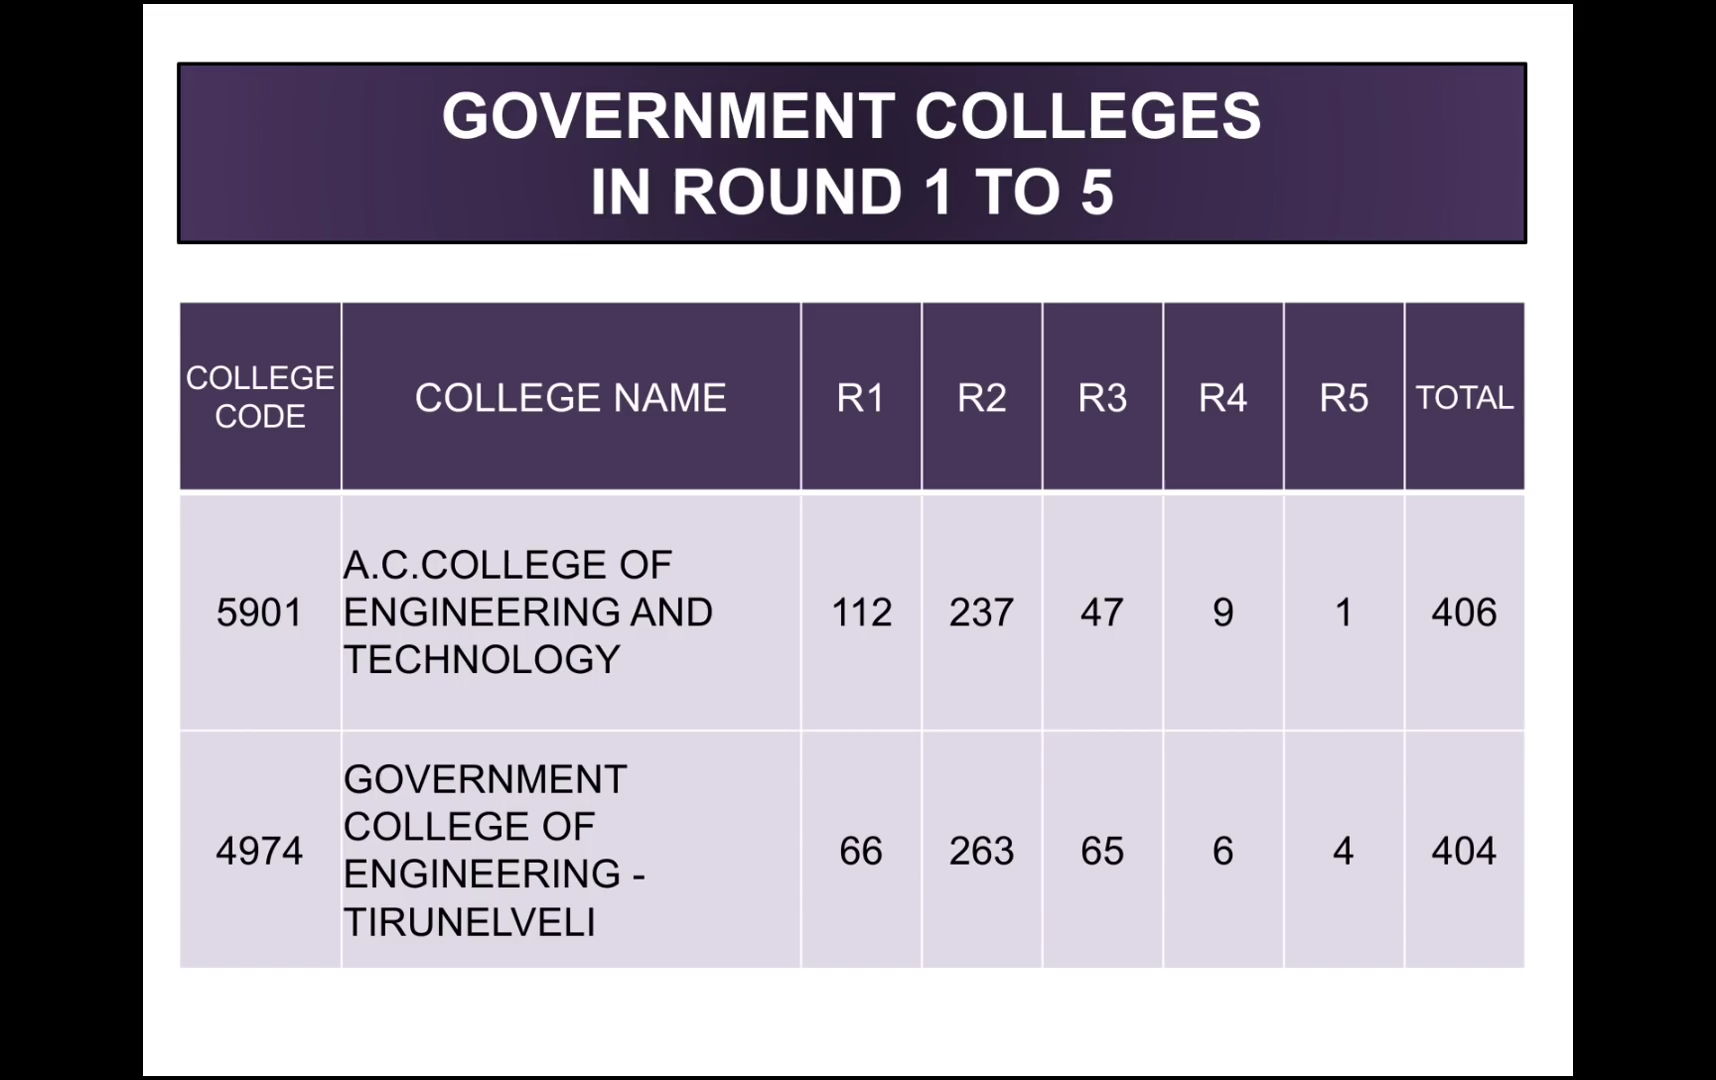 GOVERNMENT COLLEGES
IN ROUND 1 TO 5
COLLEGE
CODE
COLLEGE NAME
R1
R2
R3
R4
R5
TOTAL
5901
A.C.COLLEGE OF
ENGINEERING AND
TECHNOLOGY
112
237
47
9
1
406
4974
GOVERNMENT
COLLEGE OF
ENGINEERING -
TIRUNELVELI
66
263
65
6
4
404